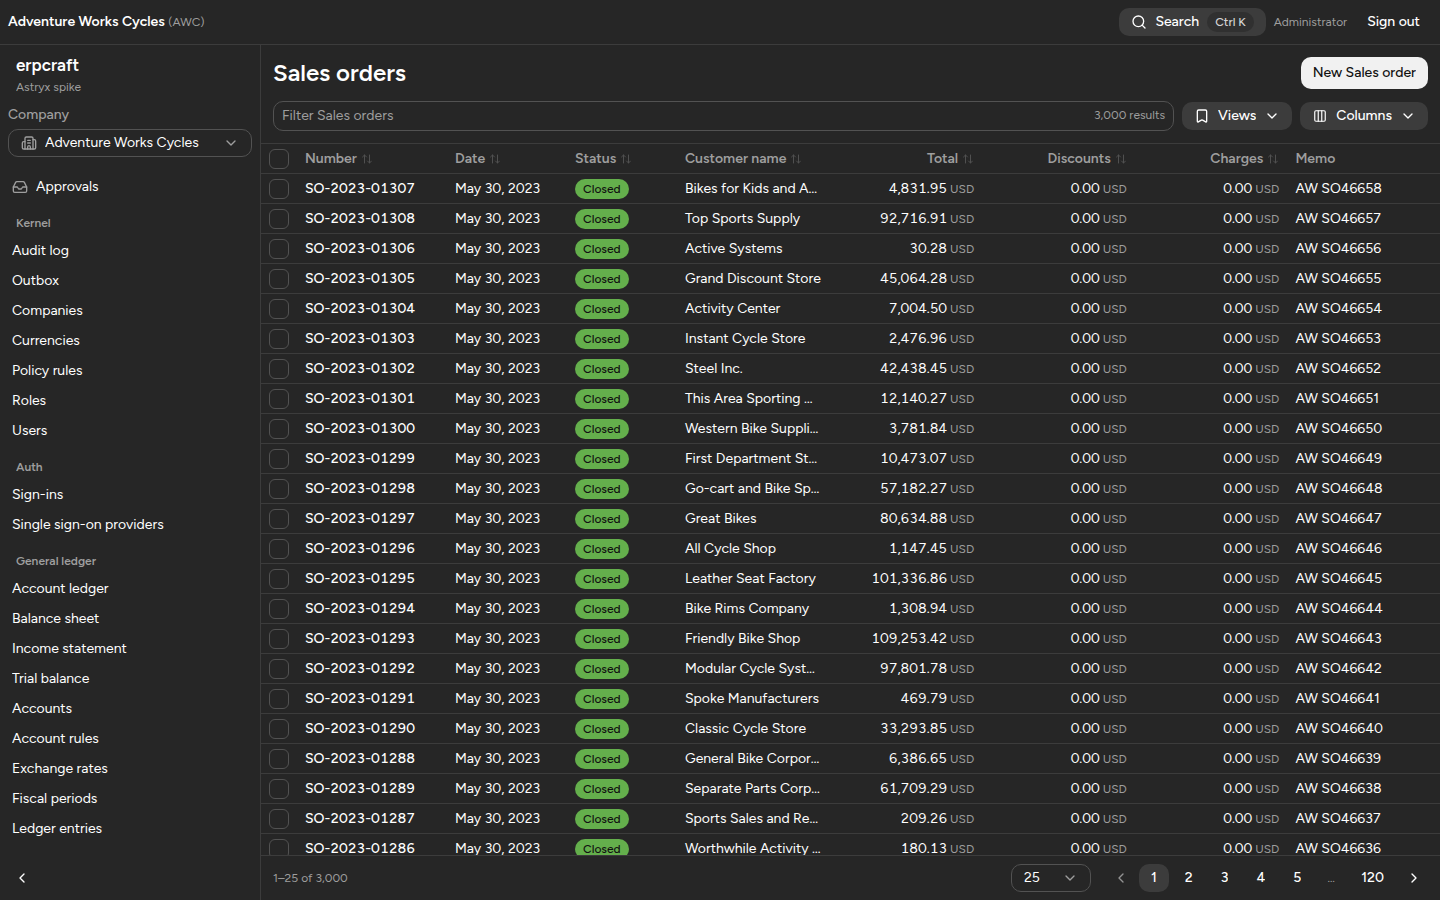 Adventure Works Cycles (AWC)
Search Ctrl K Administrator Sign out
erpcraft
Astryx spike
Company
Adventure Works Cycles
Approvals
Kernel
Audit log
Outbox
Companies
Currencies
Policy rules
Roles
Users
Auth
Sign-ins
Single sign-on providers
General ledger
Account ledger
Balance sheet
Income statement
Trial balance
Accounts
Account rules
Exchange rates
Fiscal periods
Ledger entries
Sales orders
New Sales order
Filter Sales orders 3,000 results Views Columns
Number Date Status Customer name Total Discounts Charges Memo
SO-2023-01307 May 30, 2023 Closed Bikes for Kids and A... 4,831.95 USD 0.00 USD 0.00 USD AW SO46658
SO-2023-01308 May 30, 2023 Closed Top Sports Supply 92,716.91 USD 0.00 USD 0.00 USD AW SO46657
SO-2023-01306 May 30, 2023 Closed Active Systems 30.28 USD 0.00 USD 0.00 USD AW SO46656
SO-2023-01305 May 30, 2023 Closed Grand Discount Store 45,064.28 USD 0.00 USD 0.00 USD AW SO46655
SO-2023-01304 May 30, 2023 Closed Activity Center 7,004.50 USD 0.00 USD 0.00 USD AW SO46654
SO-2023-01303 May 30, 2023 Closed Instant Cycle Store 2,476.96 USD 0.00 USD 0.00 USD AW SO46653
SO-2023-01302 May 30, 2023 Closed Steel Inc. 42,438.45 USD 0.00 USD 0.00 USD AW SO46652
SO-2023-01301 May 30, 2023 Closed This Area Sporting ... 12,140.27 USD 0.00 USD 0.00 USD AW SO46651
SO-2023-01300 May 30, 2023 Closed Western Bike Suppli... 3,781.84 USD 0.00 USD 0.00 USD AW SO46650
SO-2023-01299 May 30, 2023 Closed First Department St... 10,473.07 USD 0.00 USD 0.00 USD AW SO46649
SO-2023-01298 May 30, 2023 Closed Go-cart and Bike Sp... 57,182.27 USD 0.00 USD 0.00 USD AW SO46648
SO-2023-01297 May 30, 2023 Closed Great Bikes 80,634.88 USD 0.00 USD 0.00 USD AW SO46647
SO-2023-01296 May 30, 2023 Closed All Cycle Shop 1,147.45 USD 0.00 USD 0.00 USD AW SO46646
SO-2023-01295 May 30, 2023 Closed Leather Seat Factory 101,336.86 USD 0.00 USD 0.00 USD AW SO46645
SO-2023-01294 May 30, 2023 Closed Bike Rims Company 1,308.94 USD 0.00 USD 0.00 USD AW SO46644
SO-2023-01293 May 30, 2023 Closed Friendly Bike Shop 109,253.42 USD 0.00 USD 0.00 USD AW SO46643
SO-2023-01292 May 30, 2023 Closed Modular Cycle Syst... 97,801.78 USD 0.00 USD 0.00 USD AW SO46642
SO-2023-01291 May 30, 2023 Closed Spoke Manufacturers 469.79 USD 0.00 USD 0.00 USD AW SO46641
SO-2023-01290 May 30, 2023 Closed Classic Cycle Store 33,293.85 USD 0.00 USD 0.00 USD AW SO46640
SO-2023-01288 May 30, 2023 Closed General Bike Corpor... 6,386.65 USD 0.00 USD 0.00 USD AW SO46639
SO-2023-01289 May 30, 2023 Closed Separate Parts Corp... 61,709.29 USD 0.00 USD 0.00 USD AW SO46638
SO-2023-01287 May 30, 2023 Closed Sports Sales and Re... 209.26 USD 0.00 USD 0.00 USD AW SO46637
SO-2023-01286 May 30, 2023 Closed Worthwhile Activity ... 180.13 USD 0.00 USD 0.00 USD AW SO46636
1–25 of 3,000 25 1 2 3 4 5 ... 120